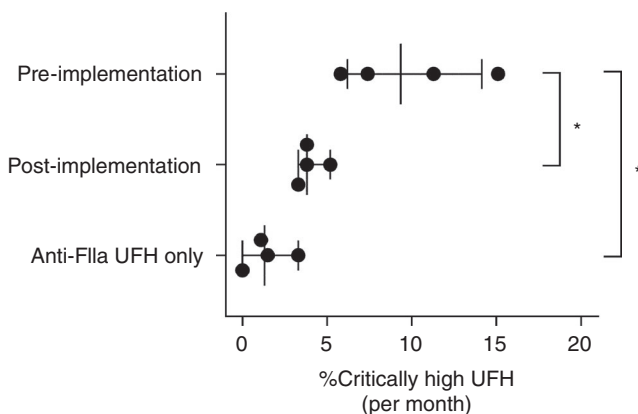 Pre-implementation
*
*
Post-implementation
Anti-FIIa UFH only
0 5 10 15 20
%Critically high UFH
(per month)